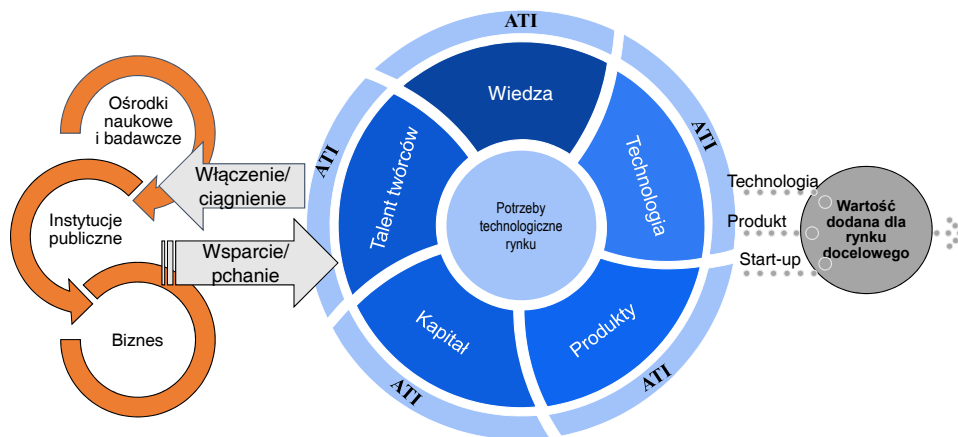 Ośrodki
naukowe
i badawcze
Instytucje
publiczne
Biznes
Włączenie/
ciągnienie
Wsparcie/
pchanie
ATI
ATI
ATI
ATI
ATI
Wiedza
Technologia
Produkty
Kapitał
Talent twórców
Potrzeby
technologiczne
rynku
Technologia
Produkt
Start-up
Wartość
dodana dla
rynku
docelowego